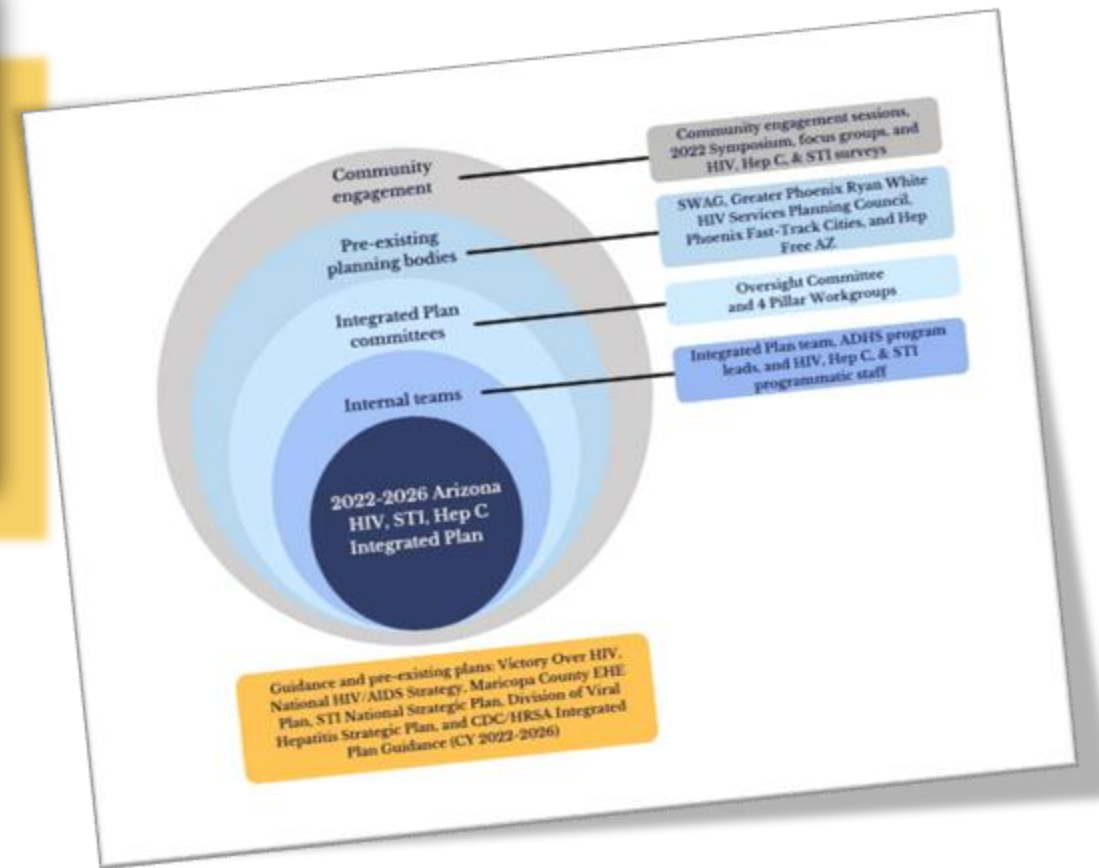 Community
engagement
Community engagement sessions,
2022 Symposium, focus groups, and
HIV, Hep C, & STI surveys
Pre-existing
planning bodies
SWAG, Greater Phoenix Ryan White
HIV Services Planning Council,
Phoenix Fast-Track Cities, and Hep
Free AZ
Integrated Plan
committees
Oversight Committee
and 4 Pillar Workgroups
Internal teams
Integrated Plan team, ADHS program
leads, and HIV, Hep C, & STI
programmatic staff
2022-2026 Arizona
HIV, STI, Hep C
Integrated Plan
Guidance and pre-existing plans: Victory Over HIV,
National HIV/AIDS Strategy, Maricopa County EHE
Plan, STI National Strategic Plan, Division of Viral
Hepatitis Strategic Plan, and CDC/HRSA Integrated
Plan Guidance (CY 2022-2026)